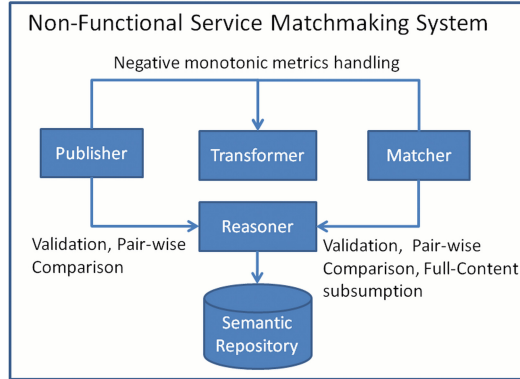 Non-Functional Service Matchmaking System
Negative monotonic metrics handling
Publisher
Transformer
Matcher
Reasoner
Validation, Pair-wise
Comparison
Validation, Pair-wise
Comparison, Full-Content
subsumption
Semantic
Repository